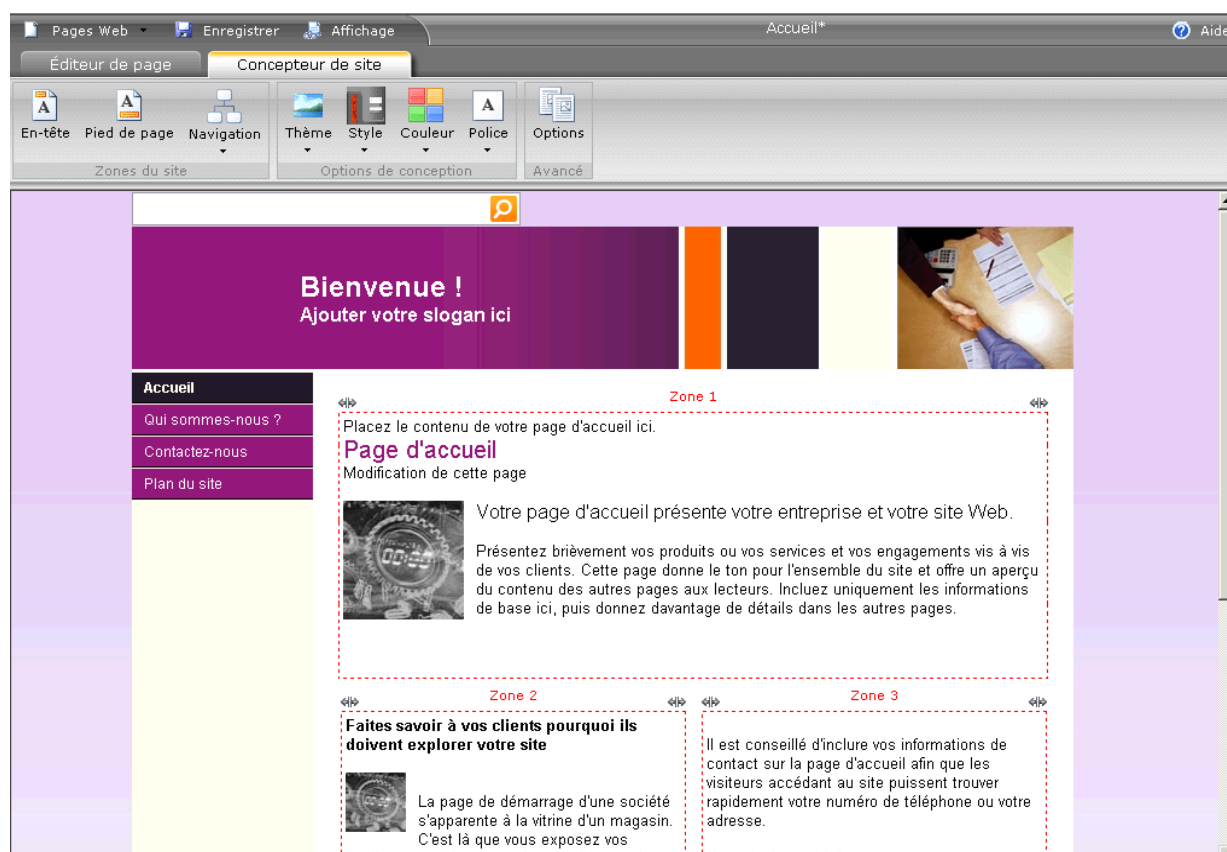 Pages Web Enregistrer Affichage Accueil* Aide
Éditeur de page Concepteur de site
En-tête Pied de page Navigation Thème Style Couleur Police Options
Zones du site Options de conception Avancé
Bienvenue !
Ajouter votre slogan ici
Accueil
Qui sommes-nous ?
Contactez-nous
Plan du site
Zone 1
Placez le contenu de votre page d'accueil ici.
Page d'accueil
Modification de cette page
Votre page d'accueil présente votre entreprise et votre site Web.
Présentez brièvement vos produits ou vos services et vos engagements vis à vis
de vos clients. Cette page donne le ton pour l'ensemble du site et offre un aperçu
du contenu des autres pages aux lecteurs. Incluez uniquement les informations
de base ici, puis donnez davantage de détails dans les autres pages.
Zone 2
Faites savoir à vos clients pourquoi ils
doivent explorer votre site
La page de démarrage d'une société
s'apparente à la vitrine d'un magasin.
C'est là que vous exposez vos
Zone 3
Il est conseillé d'inclure vos informations de
contact sur la page d'accueil afin que les
visiteurs accédant au site puissent trouver
rapidement votre numéro de téléphone ou votre
adresse.